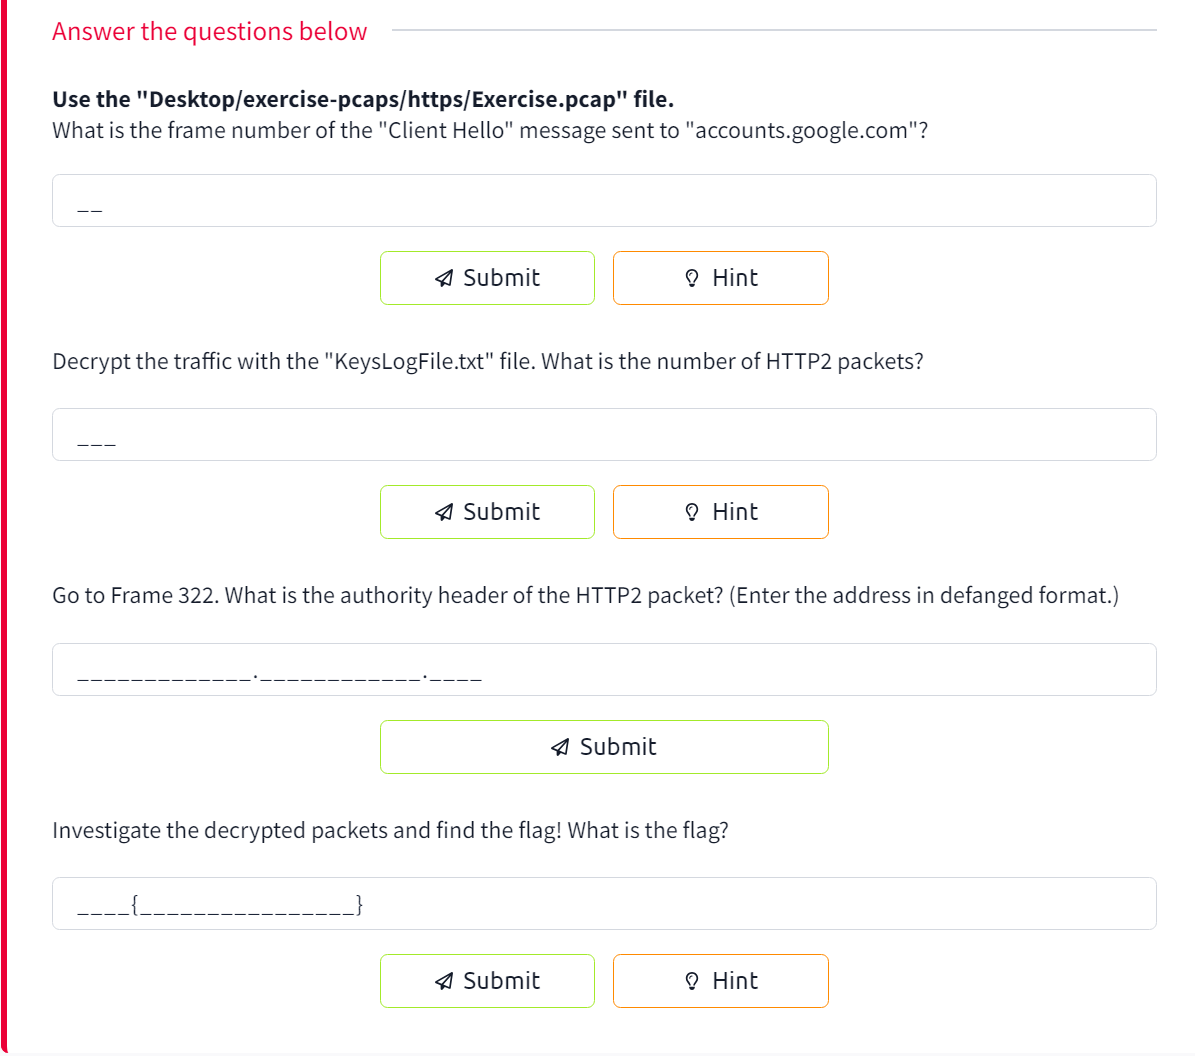 Answer the questions below
Use the "Desktop/exercise-pcaps/https/Exercise.pcap" file.
What is the frame number of the "Client Hello" message sent to "accounts.google.com"?
__
Submit
Hint
Decrypt the traffic with the "KeysLogFile.txt" file. What is the number of HTTP2 packets?
___
Submit
Hint
Go to Frame 322. What is the authority header of the HTTP2 packet? (Enter the address in defanged format.)
_____________.____________.____
Submit
Investigate the decrypted packets and find the flag! What is the flag?
____{________________}
Submit
Hint